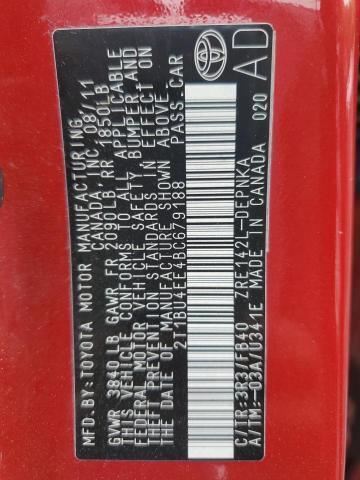 MFD.BY:TOYOTA MOTOR MANUFACTURING
CANADA, INC. 08/11
GVWR 3840LB GAWR FR 2090LB RR 1850LB
THIS VEHICLE CONFORMS TO ALL APPLICABLE
FEDERAL MOTOR VEHICLE SAFETY, BUMPER, AND
THEFT PREVENTION STANDARDS IN EFFECT ON
THE DATE OF MANUFACTURE SHOWN ABOVE.
2T1BU4EE4BC679188 PASS.CAR
C/TR:3R3/FB40 ZRE142L-DEPNKA
A/TM:-03A/U341E MADE IN CANADA 020
AD